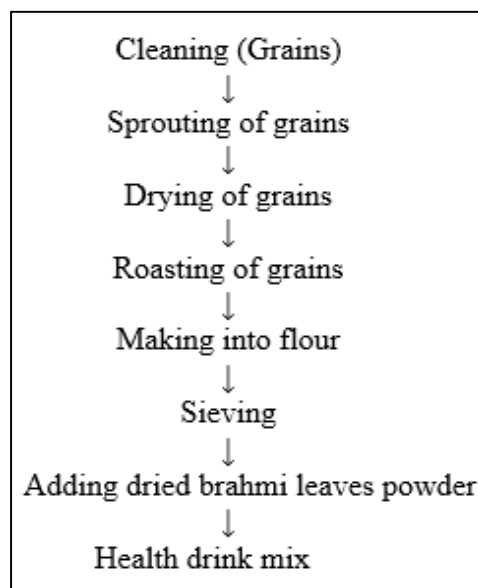 Cleaning (Grains)
↓
Sprouting of grains
↓
Drying of grains
↓
Roasting of grains
↓
Making into flour
↓
Sieving
↓
Adding dried brahmi leaves powder
↓
Health drink mix